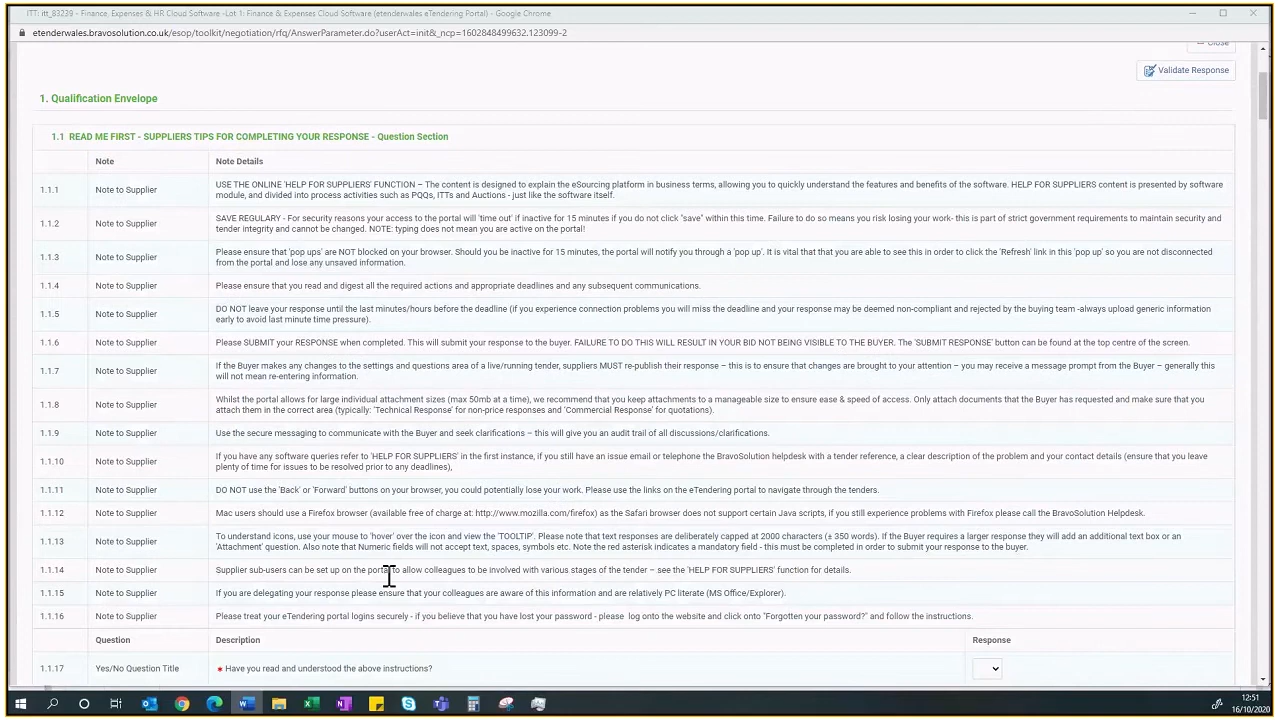 ITT: itt_83239 - Finance, Expenses & HR Cloud Software -Lot 1: Finance & Expenses Cloud Software (etenderwales eTendering Portal) - Google Chrome
etenderwales.bravosolution.co.uk/esop/toolkit/negotiation/rfq/AnswerParameter.do?userAct=init&_ncp=1602848499632.123099-2
Close
Validate Response
1. Qualification Envelope
1.1 READ ME FIRST - SUPPLIERS TIPS FOR COMPLETING YOUR RESPONSE - Question Section
Note Note Details
1.1.1 Note to Supplier USE THE ONLINE 'HELP FOR SUPPLIERS' FUNCTION – The content is designed to explain the eSourcing platform in business terms, allowing you to quickly understand the features and benefits of the software. HELP FOR SUPPLIERS content is presented by software
module, and divided into process activities such as PQQs, ITTs and Auctions - just like the software itself.
1.1.2 Note to Supplier SAVE REGULARY - For security reasons your access to the portal will 'time out' if inactive for 15 minutes if you do not click "save" within this time. Failure to do so means you risk losing your work- this is part of strict government requirements to maintain security and
tender integrity and cannot be changed. NOTE: typing does not mean you are active on the portal!
1.1.3 Note to Supplier Please ensure that 'pop ups' are NOT blocked on your browser. Should you be inactive for 15 minutes, the portal will notify you through a 'pop up'. It is vital that that you are able to see this in order to click the 'Refresh' link in this 'pop up' so you are not disconnected
from the portal and lose any unsaved information.
1.1.4 Note to Supplier Please ensure that you read and digest all the required actions and appropriate deadlines and any subsequent communications.
1.1.5 Note to Supplier DO NOT leave your response until the last minutes/hours before the deadline (if you experience connection problems you will miss the deadline and your response may be deemed non-compliant and rejected by the buying team -always upload generic information
early to avoid last minute time pressure).
1.1.6 Note to Supplier Please SUBMIT your RESPONSE when completed. This will submit your response to the buyer. FAILURE TO DO THIS WILL RESULT IN YOUR BID NOT BEING VISIBLE TO THE BUYER. The 'SUBMIT RESPONSE' button can be found at the top centre of the screen.
1.1.7 Note to Supplier If the Buyer makes any changes to the settings and questions area of a live/running tender, suppliers MUST re-publish their response – this is to ensure that changes are brought to your attention – you may receive a message prompt from the Buyer – generally this
will not mean re-entering information.
1.1.8 Note to Supplier Whilst the portal allows for large individual attachment sizes (max 50mb at a time), we recommend that you keep attachments to a manageable size to ensure ease & speed of access. Only attach documents that the Buyer has requested and make sure that you
attach them in the correct area (typically: 'Technical Response' for non-price responses and 'Commercial Response' for quotations).
1.1.9 Note to Supplier Use the secure messaging to communicate with the Buyer and seek clarifications – this will give you an audit trail of all discussions/clarifications.
1.1.10 Note to Supplier If you have any software queries refer to 'HELP FOR SUPPLIERS' in the first instance, if you still have an issue email or telephone the BravoSolution helpdesk with a tender reference, a clear description of the problem and your contact details (ensure that you leave
plenty of time for issues to be resolved prior to any deadlines),
1.1.11 Note to Supplier DO NOT use the 'Back' or 'Forward' buttons on your browser, you could potentially lose your work. Please use the links on the eTendering portal to navigate through the tenders.
1.1.12 Note to Supplier Mac users should use a Firefox browser (available free of charge at: http://www.mozilla.com/firefox) as the Safari browser does not support certain Java scripts, if you still experience problems with Firefox please call the BravoSolution Helpdesk.
1.1.13 Note to Supplier To understand icons, use your mouse to 'hover' over the icon and view the 'TOOLTIP'. Please note that text responses are deliberately capped at 2000 characters (± 350 words). If the Buyer requires a larger response they will add an additional text box or an
'Attachment' question. Also note that Numeric fields will not accept text, spaces, symbols etc. Note the red asterisk indicates a mandatory field - this must be completed in order to submit your response to the buyer.
1.1.14 Note to Supplier Supplier sub-users can be set up on the portal to allow colleagues to be involved with various stages of the tender – see the 'HELP FOR SUPPLIERS' function for details.
1.1.15 Note to Supplier If you are delegating your response please ensure that your colleagues are aware of this information and are relatively PC literate (MS Office/Explorer).
1.1.16 Note to Supplier Please treat your eTendering portal logins securely - if you believe that you have lost your password - please log onto the website and click onto "Forgotten your password?" and follow the instructions.
Question Description Response
1.1.17 Yes/No Question Title * Have you read and understood the above instructions?
12:51
16/10/2020